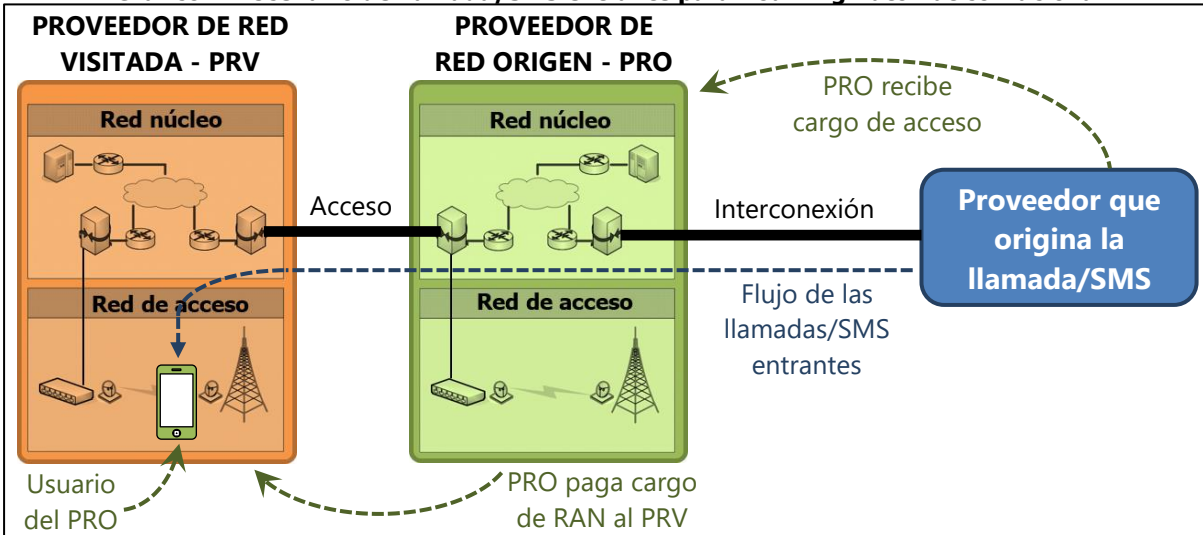 PROVEEDOR DE RED
VISITADA - PRV
PROVEEDOR DE
RED ORIGEN - PRO
Red núcleo
Red núcleo
PRO recibe
cargo de acceso
Acceso
Interconexión
Proveedor que
origina la
llamada/SMS
Red de acceso
Red de acceso
Flujo de las
llamadas/SMS
entrantes
Usuario
del PRO
PRO paga cargo
de RAN al PRV